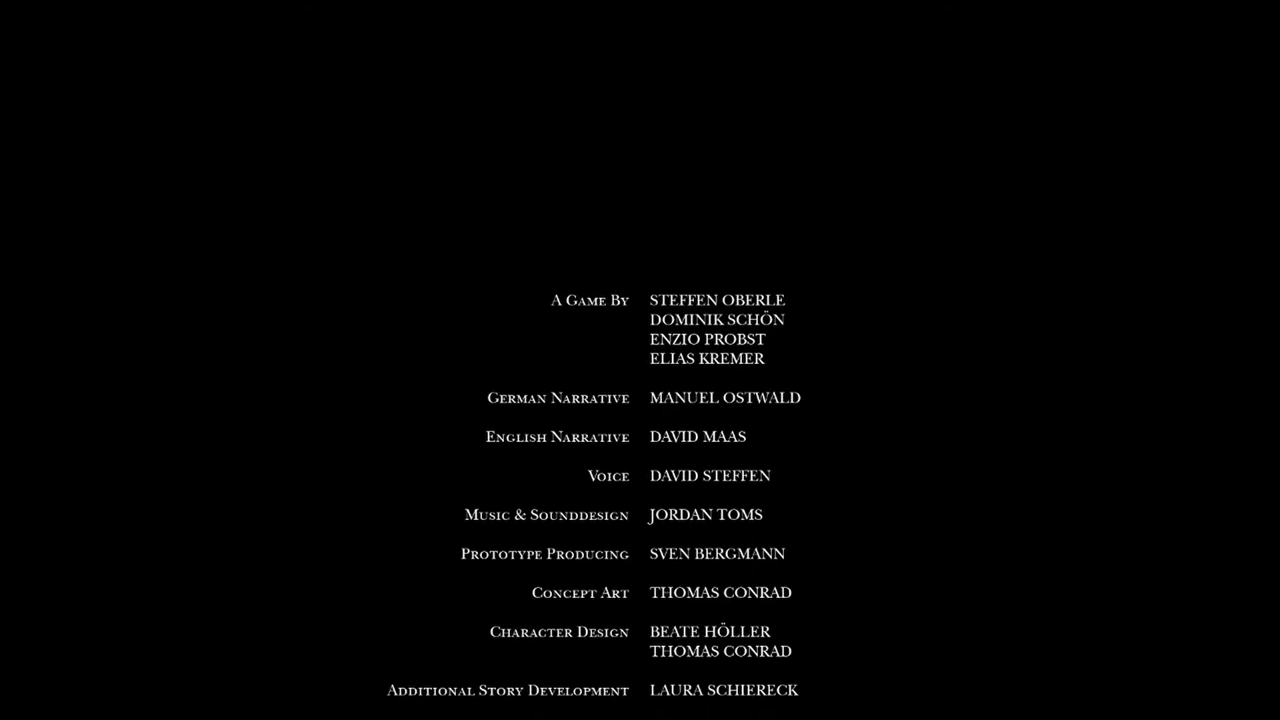 A Game By STEFFEN OBERLE
DOMINIK SCHÖN
ENZIO PROBST
ELIAS KREMER
German Narrative MANUEL OSTWALD
English Narrative DAVID MAAS
Voice DAVID STEFFEN
Music & Sounddesign JORDAN TOMS
Prototype Producing SVEN BERGMANN
Concept Art THOMAS CONRAD
Character Design BEATE HÖLLER
THOMAS CONRAD
Additional Story Development LAURA SCHIERECK